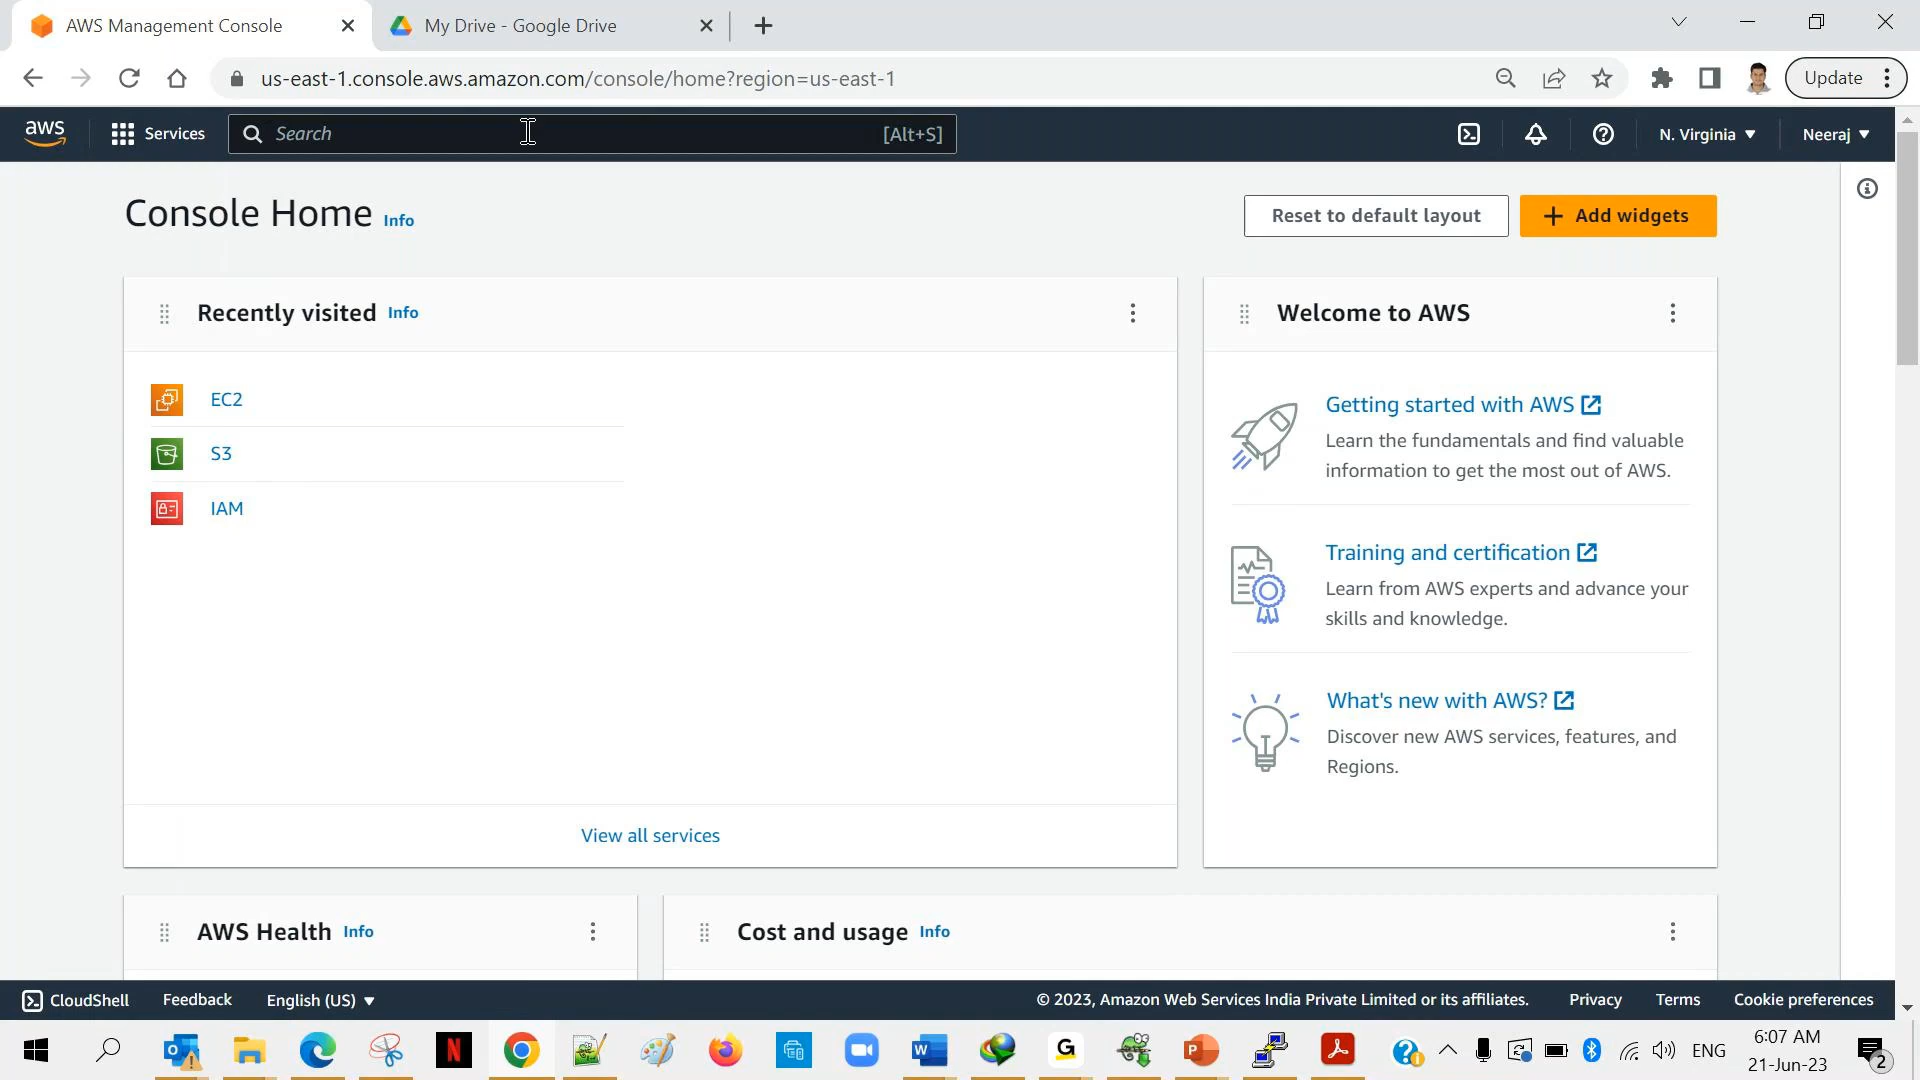 AWS Management Console
My Drive - Google Drive
us-east-1.console.aws.amazon.com/console/home?region=us-east-1
Update
aws
Services
Search
[Alt+S]
N. Virginia
Neeraj
Console Home Info
Reset to default layout
Add widgets
Recently visited Info
EC2
S3
IAM
View all services
Welcome to AWS
Getting started with AWS
Learn the fundamentals and find valuable
information to get the most out of AWS.
Training and certification
Learn from AWS experts and advance your
skills and knowledge.
What's new with AWS?
Discover new AWS services, features, and
Regions.
AWS Health Info
Cost and usage Info
CloudShell
Feedback
English (US)
© 2023, Amazon Web Services India Private Limited or its affiliates.
Privacy
Terms
Cookie preferences
N
G
ENG
6:07 AM
21-Jun-23
2